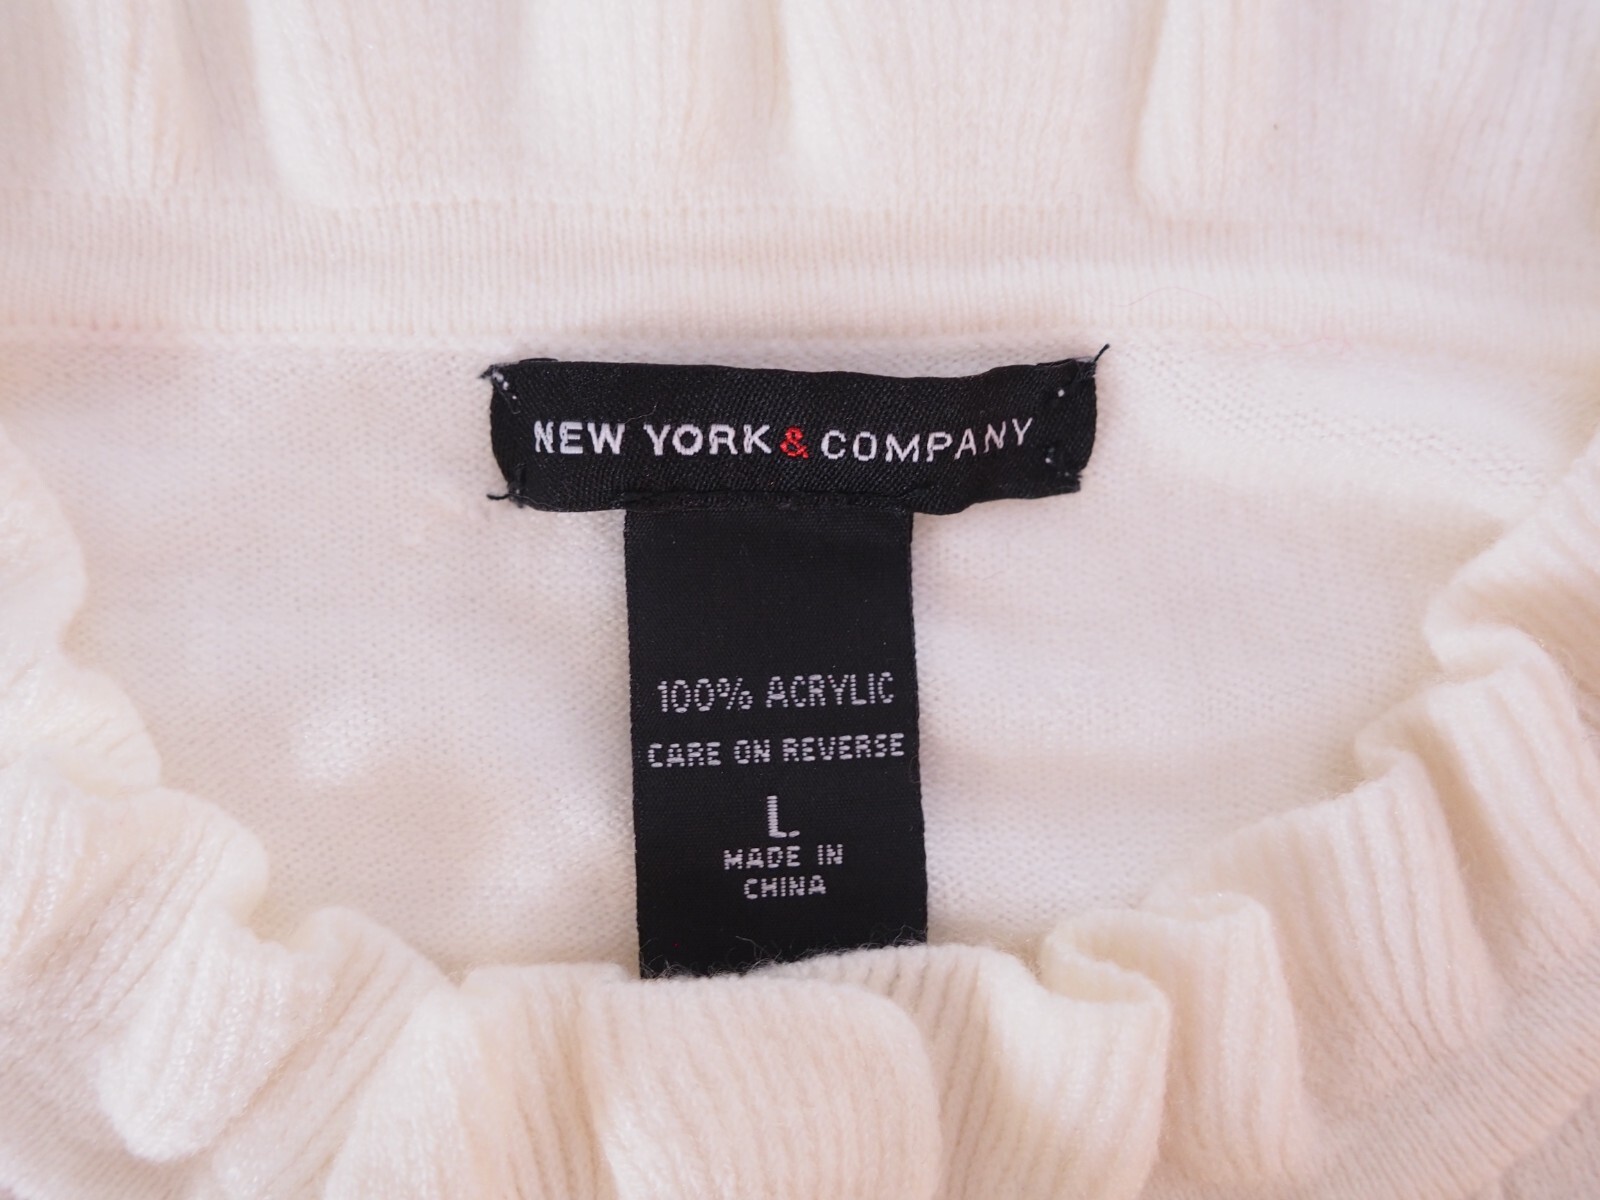 NEW YORK & COMPANY
100% ACRYLIC
CARE ON REVERSE
L
MADE IN
CHINA